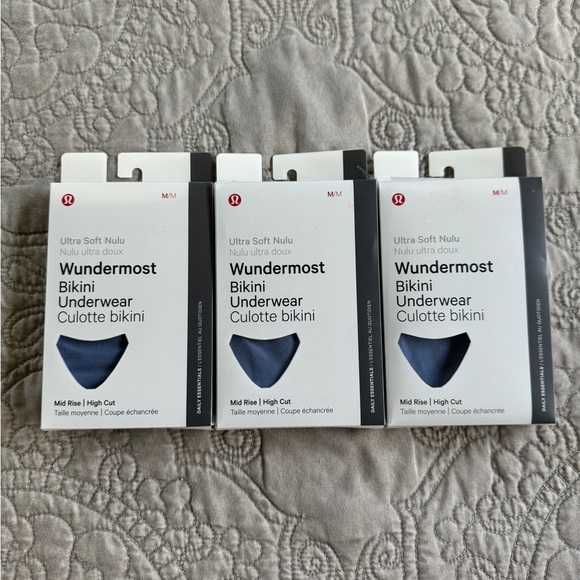 M/M
Ultra Soft Nulu
Nulu ultra doux
Wundermost
Bikini
Underwear
Culotte bikini
Mid Rise | High Cut
Taille moyenne | Coupe échancrée
DAILY ESSENTIALS / L'ESSENTIEL AU QUOTIDIEN
M/M
Ultra Soft Nulu
Nulu ultra doux
Wundermost
Bikini
Underwear
Culotte bikini
Mid Rise | High Cut
Taille moyenne | Coupe échancrée
DAILY ESSENTIALS / L'ESSENTIEL AU QUOTIDIEN
M/M
Ultra Soft Nulu
Nulu ultra doux
Wundermost
Bikini
Underwear
Culotte bikini
Mid Rise | High Cut
Taille moyenne | Coupe échancrée
DAILY ESSENTIALS / L'ESSENTIEL AU QUOTIDIEN